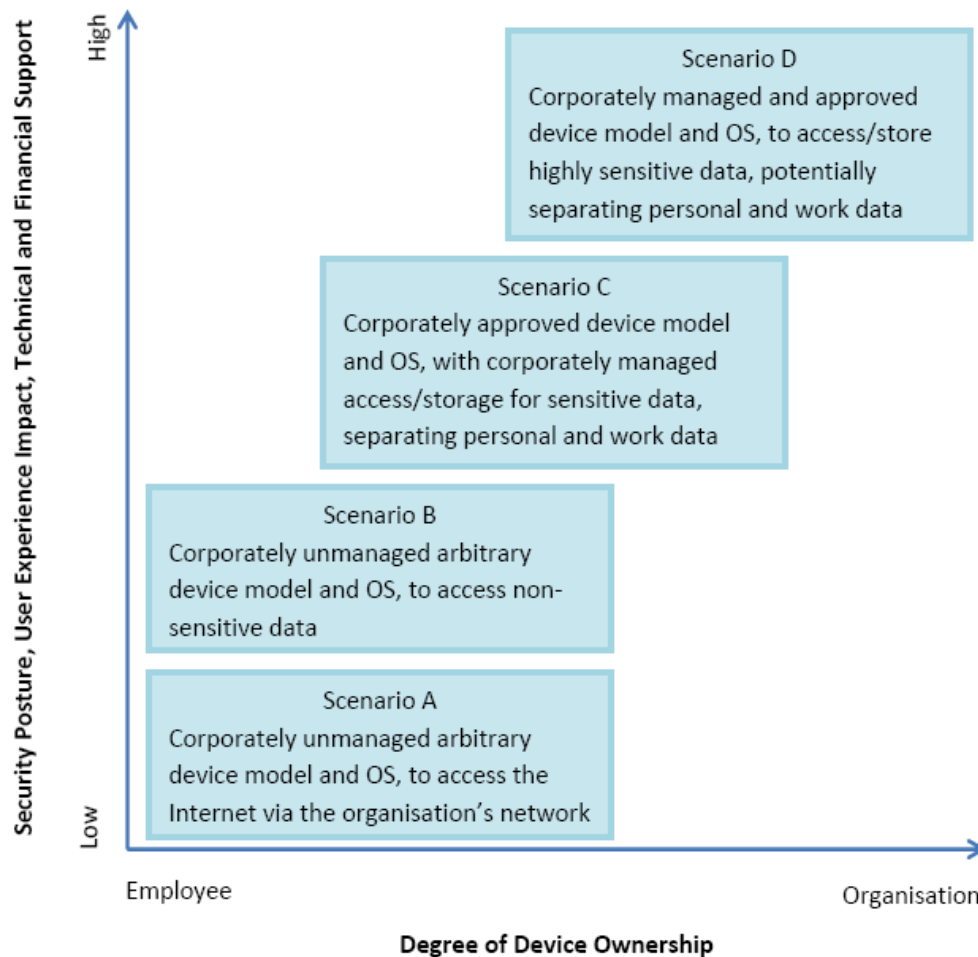 High
Security Posture, User Experience Impact, Technical and Financial Support
Low
Scenario D
Corporately managed and approved
device model and OS, to access/store
highly sensitive data, potentially
separating personal and work data
Scenario C
Corporately approved device model
and OS, with corporately managed
access/storage for sensitive data,
separating personal and work data
Scenario B
Corporately unmanaged arbitrary
device model and OS, to access non-
sensitive data
Scenario A
Corporately unmanaged arbitrary
device model and OS, to access the
Internet via the organisation’s network
Employee
Organisation
Degree of Device Ownership